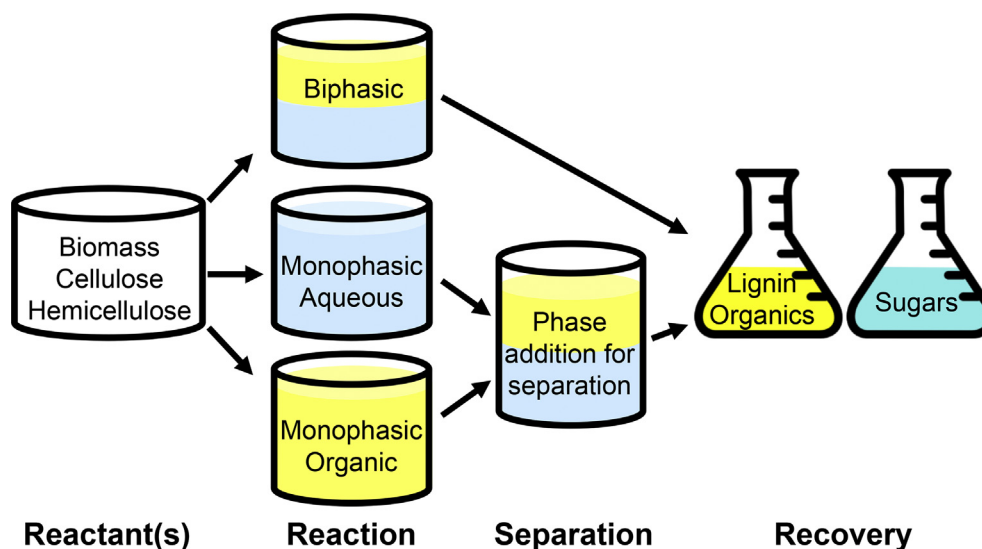 Biphasic
Biomass
Cellulose
Hemicellulose
Monophasic
Aqueous
Monophasic
Organic
Phase
addition for
separation
Lignin
Organics
Sugars
Reactant(s)
Reaction
Separation
Recovery